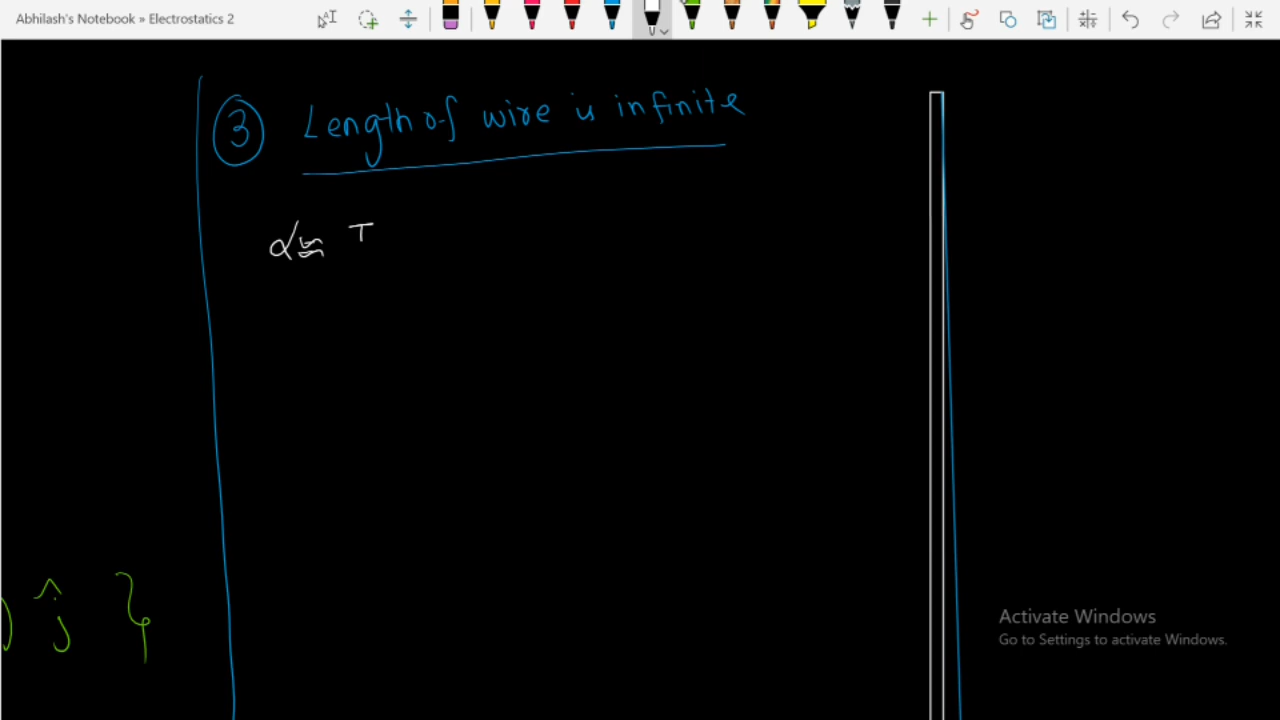 Abhilash's Notebook » Electrostatics 2
③ Length of wire is infinite
α ≈
ĵ }
Activate Windows
Go to Settings to activate Windows.